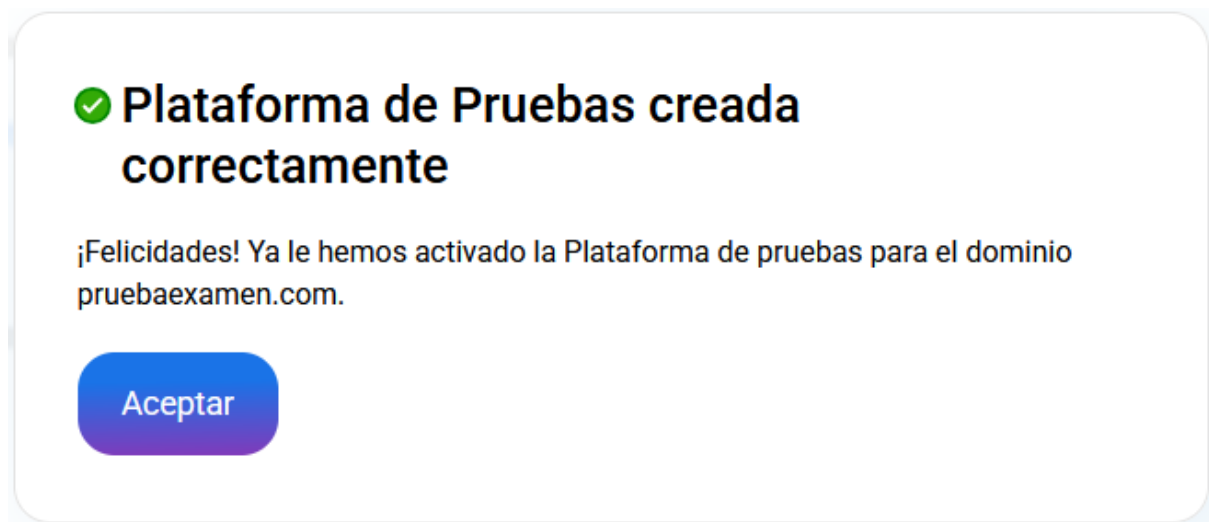 Plataforma de Pruebas creada
correctamente
¡Felicidades! Ya le hemos activado la Plataforma de pruebas para el dominio
pruebaexamen.com.
Aceptar